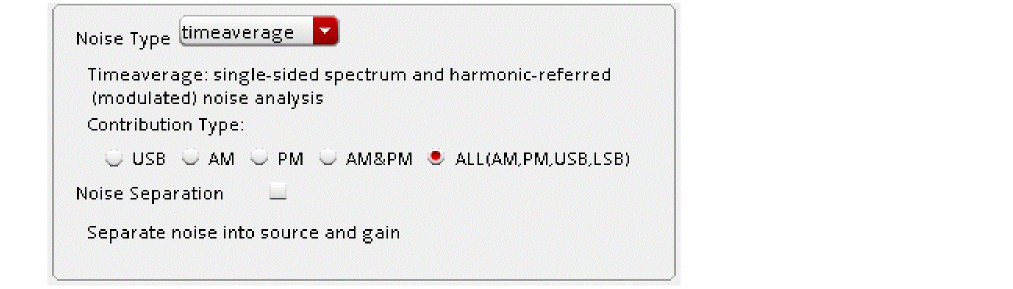 Noise Type timeaverage
Timeaverage: single-sided spectrum and harmonic-referred
(modulated) noise analysis
Contribution Type:
USB AM PM AM&PM ALL(AM,PM,USB,LSB)
Noise Separation
Separate noise into source and gain